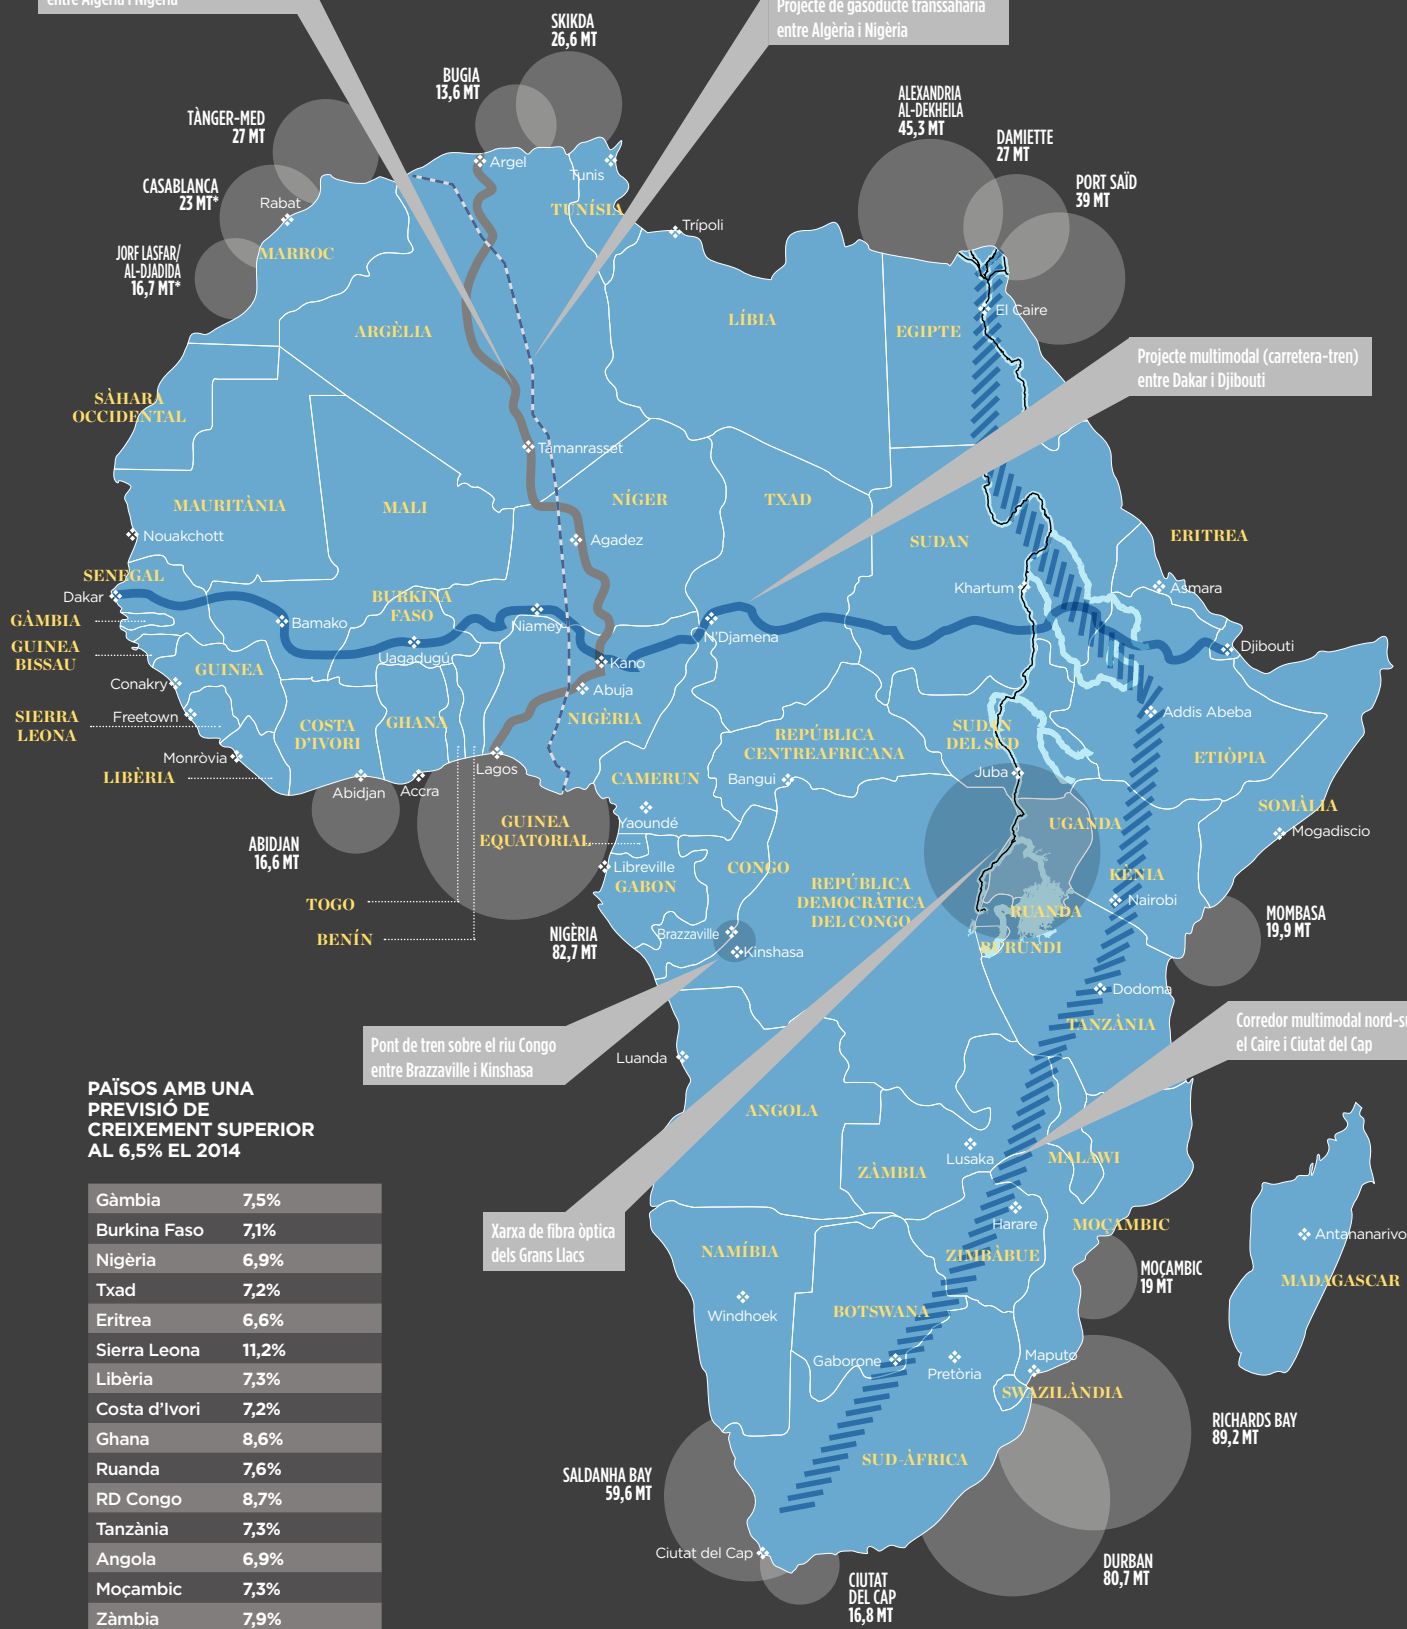 entre Algèria i Nigèria
Projecte de gasoducte transsaharià
entre Algèria i Nigèria
SKIKDA
26,6 MT
BUGIA
13,6 MT
TÀNGER-MED
27 MT
CASABLANCA
23 MT*
JORF LASFAR/
AL-DJADIDA
16,7 MT*
ALEXANDRIA
AL-DEKHEILA
45,3 MT
DAMIETTE
27 MT
PORT SAÏD
39 MT
Argel
Tunis
TUNÍSIA
Rabat
MARROC
Trípoli
El Caire
ARGÈLIA
LÍBIA
EGIPTE
Projecte multimodal (carretera-tren)
entre Dakar i Djibouti
SÀHARA
OCCIDENTAL
Tamanrasset
MAURITÀNIA
MALI
NÍGER
TXAD
SUDAN
ERITREA
Nouakchott
Agadez
SENEGAL
Dakar
BURKINA
FASO
Khartum
Asmara
GÀMBIA
Bamako
Niamey
N'Djamena
GUINEA
BISSAU
Uagadugú
Kano
Djibouti
GUINEA
Conakry
Abuja
Freetown
SIERRA
LEONA
COSTA
D'IVORI
GHANA
NIGÈRIA
REPÚBLICA
CENTREAFRICANA
SUDAN
DEL SUD
Addis Abeba
ETIÒPIA
Monròvia
LIBÈRIA
Lagos
Abidjan
Accra
CAMERUN
Bangui
Juba
SOMÀLIA
Mogadiscio
ABIDJAN
16,6 MT
GUINEA
EQUATORIAL
Yaoundé
UGANDA
Libreville
GABON
CONGO
REPÚBLICA
DEMOCRÀTICA
DEL CONGO
KÈNIA
Nairobi
TOGO
BENÍN
NIGÈRIA
82,7 MT
Brazzaville
Kinshasa
RUANDA
BURUNDI
MOMBASA
19,9 MT
Dodoma
TANZÀNIA
Corredor multimodal nord-su
el Caire i Ciutat del Cap
Pont de tren sobre el riu Congo
entre Brazzaville i Kinshasa
Luanda
ANGOLA
Lusaka
ZÀMBIA
MALAWI
Xarxa de fibra òptica
dels Grans Llacs
Harare
MOÇAMBIC
NAMÍBIA
ZIMBÀBUE
Antananarivo
MADAGASCAR
MOÇAMBIC
19 MT
Windhoek
BOTSWANA
Gaborone
Pretòria
Maputo
SWAZILÀNDIA
RICHARDS BAY
89,2 MT
SUD-ÀFRICA
SALDANHA BAY
59,6 MT
Ciutat del Cap
CIUTAT
DEL CAP
16,8 MT
DURBAN
80,7 MT
PAÏSOS AMB UNA
PREVISIÓ DE
CREIXEMENT SUPERIOR
AL 6,5% EL 2014
Gàmbia 7,5%
Burkina Faso 7,1%
Nigèria 6,9%
Txad 7,2%
Eritrea 6,6%
Sierra Leona 11,2%
Libèria 7,3%
Costa d'Ivori 7,2%
Ghana 8,6%
Ruanda 7,6%
RD Congo 8,7%
Tanzània 7,3%
Angola 6,9%
Moçambic 7,3%
Zàmbia 7,9%